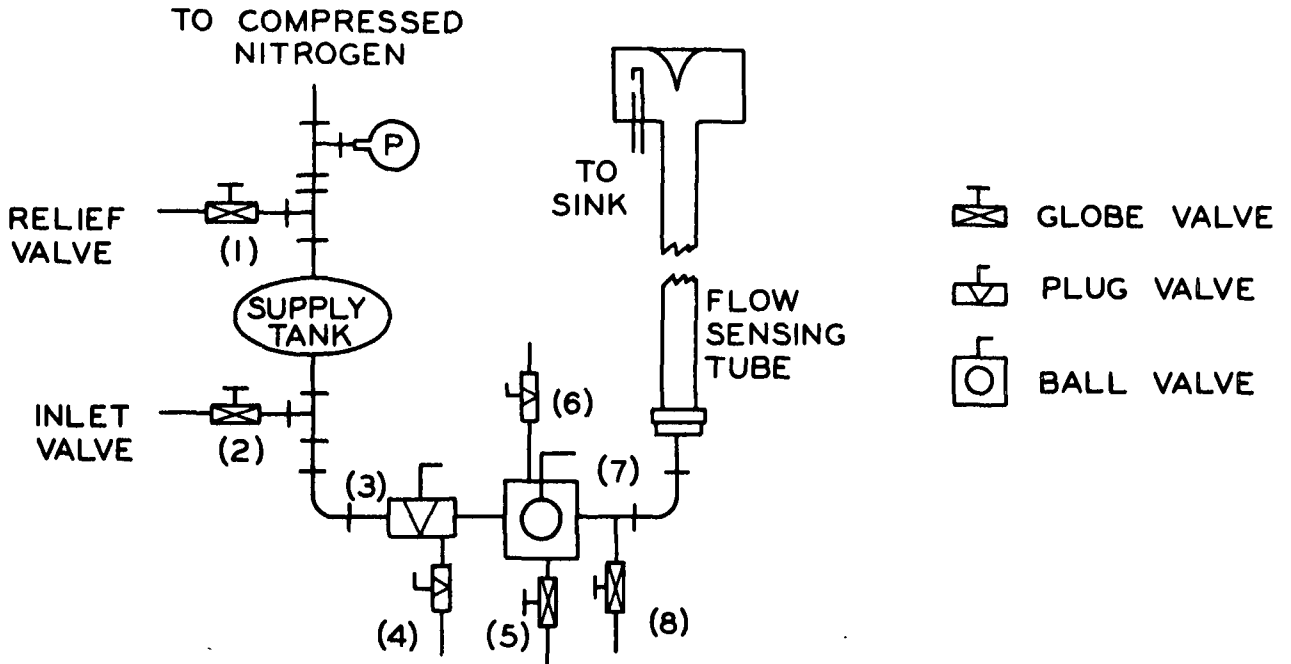 TO COMPRESSED
NITROGEN
P
RELIEF
VALVE
(1)
SUPPLY
TANK
INLET
VALVE
(2)
(3)
(4)
(5)
(6)
(7)
(8)
TO
SINK
FLOW
SENSING
TUBE
GLOBE VALVE
PLUG VALVE
BALL VALVE